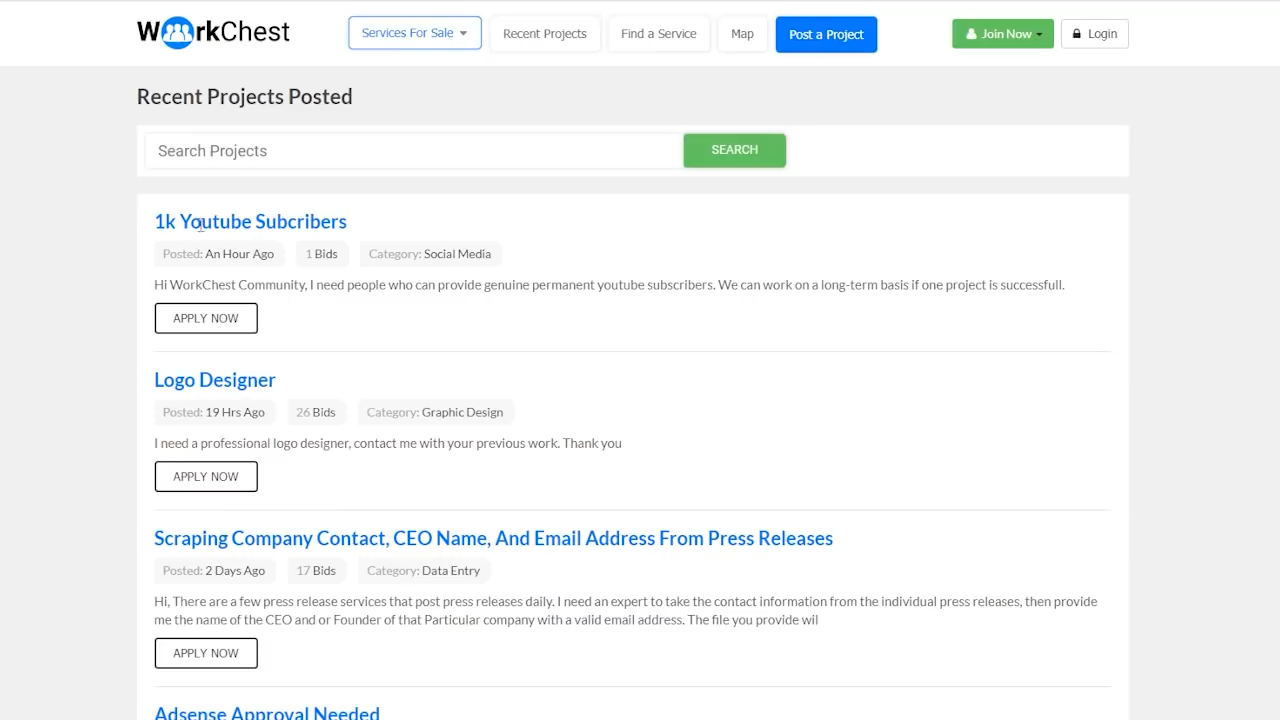 WorkChest
Services For Sale
Recent Projects
Find a Service
Map
Post a Project
Join Now
Login
Recent Projects Posted
Search Projects
SEARCH
1k Youtube Subcribers
Posted: An Hour Ago
1 Bids
Category: Social Media
Hi WorkChest Community, I need people who can provide genuine permanent youtube subscribers. We can work on a long-term basis if one project is successfull.
APPLY NOW
Logo Designer
Posted: 19 Hrs Ago
26 Bids
Category: Graphic Design
I need a professional logo designer, contact me with your previous work. Thank you
APPLY NOW
Scraping Company Contact, CEO Name, And Email Address From Press Releases
Posted: 2 Days Ago
17 Bids
Category: Data Entry
Hi, There are a few press release services that post press releases daily. I need an expert to take the contact information from the individual press releases, then provide
me the name of the CEO and or Founder of that Particular company with a valid email address. The file you provide wil
APPLY NOW
Adsense Approval Needed